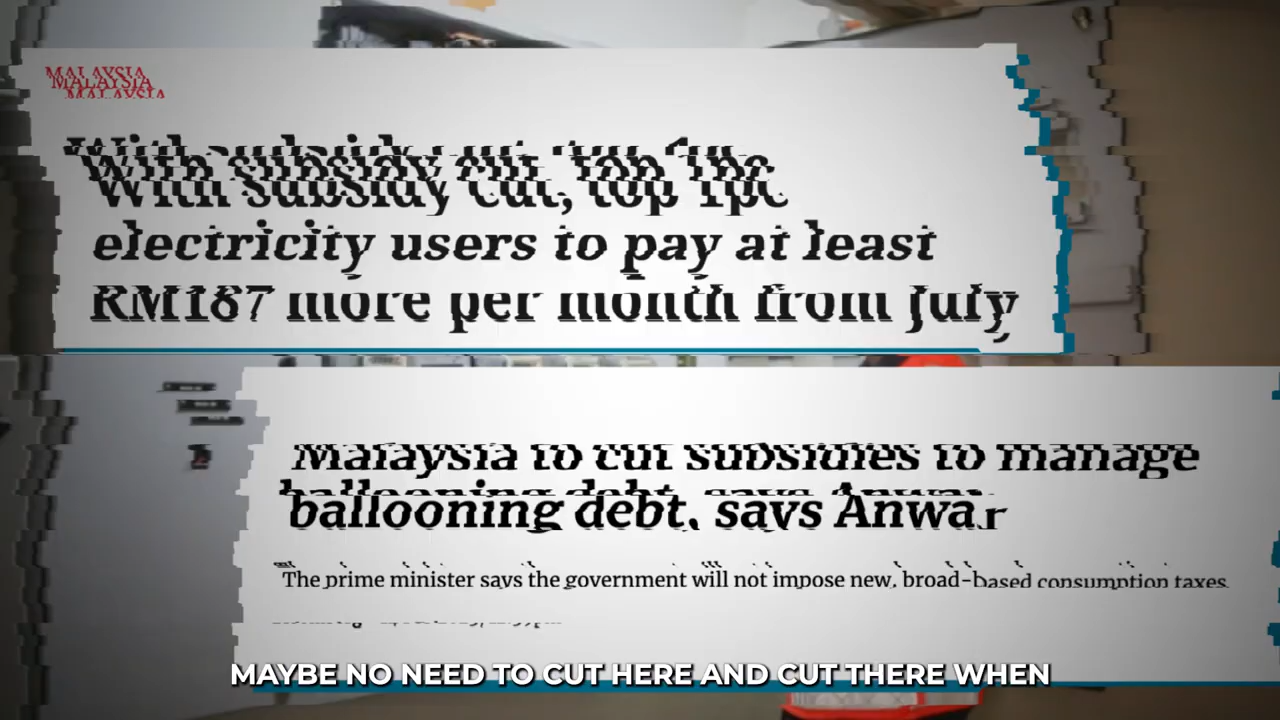 MALAYSIA
With subsidy cut, top 1pc
electricity users to pay at least
RM187 more per month from July
Malaysia to cut subsidies to manage
ballooning debt, says Anwar
The prime minister says the government will not impose new, broad-based consumption taxes.
MAYBE NO NEED TO CUT HERE AND CUT THERE WHEN